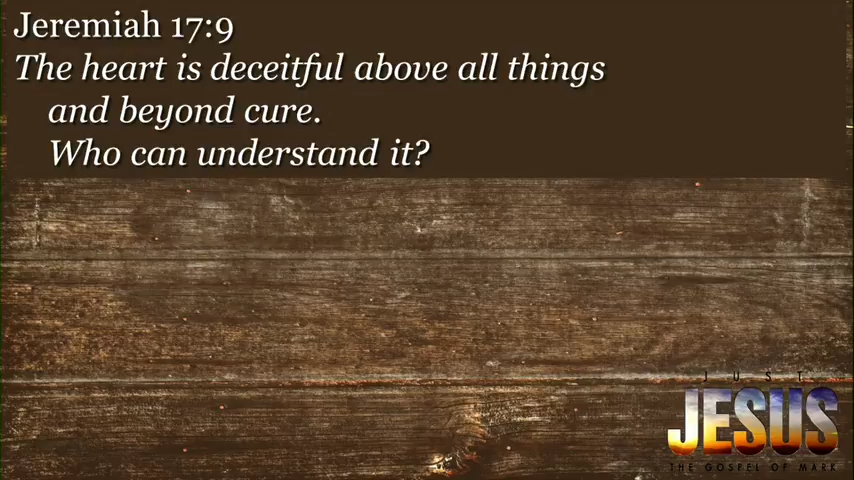 Jeremiah 17:9
The heart is deceitful above all things
and beyond cure.
Who can understand it?
JUST
JESUS
THE GOSPEL OF MARK